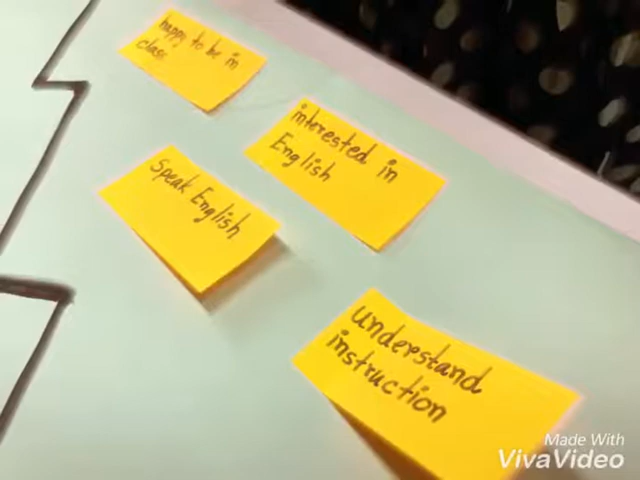 happy to be in
class
interested in
English
Speak English
understand
instruction
Made With
VivaVideo